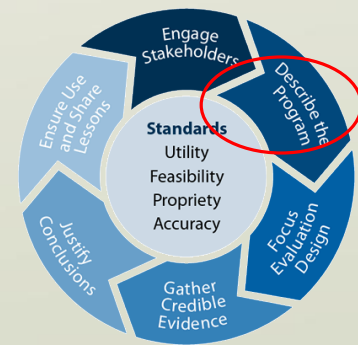 Engage
Stakeholders
Describe the
Program
Focus
Evaluation
Design
Gather
Credible
Evidence
Justify
Conclusions
Ensure Use
and Share
Lessons
Standards
Utility
Feasibility
Propriety
Accuracy